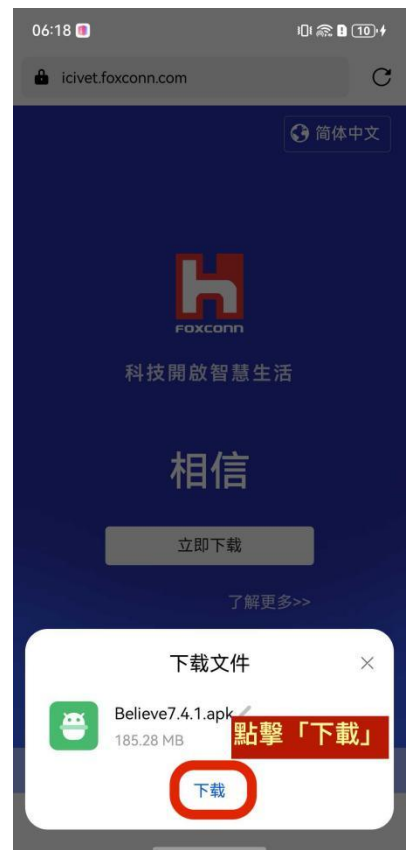 06:18
10
icivet.foxconn.com
简体中文
FOXCONN
科技開啟智慧生活
相信
立即下载
了解更多>>
下载文件
Believe7.4.1.apk
185.28 MB
點擊「下載」
下载